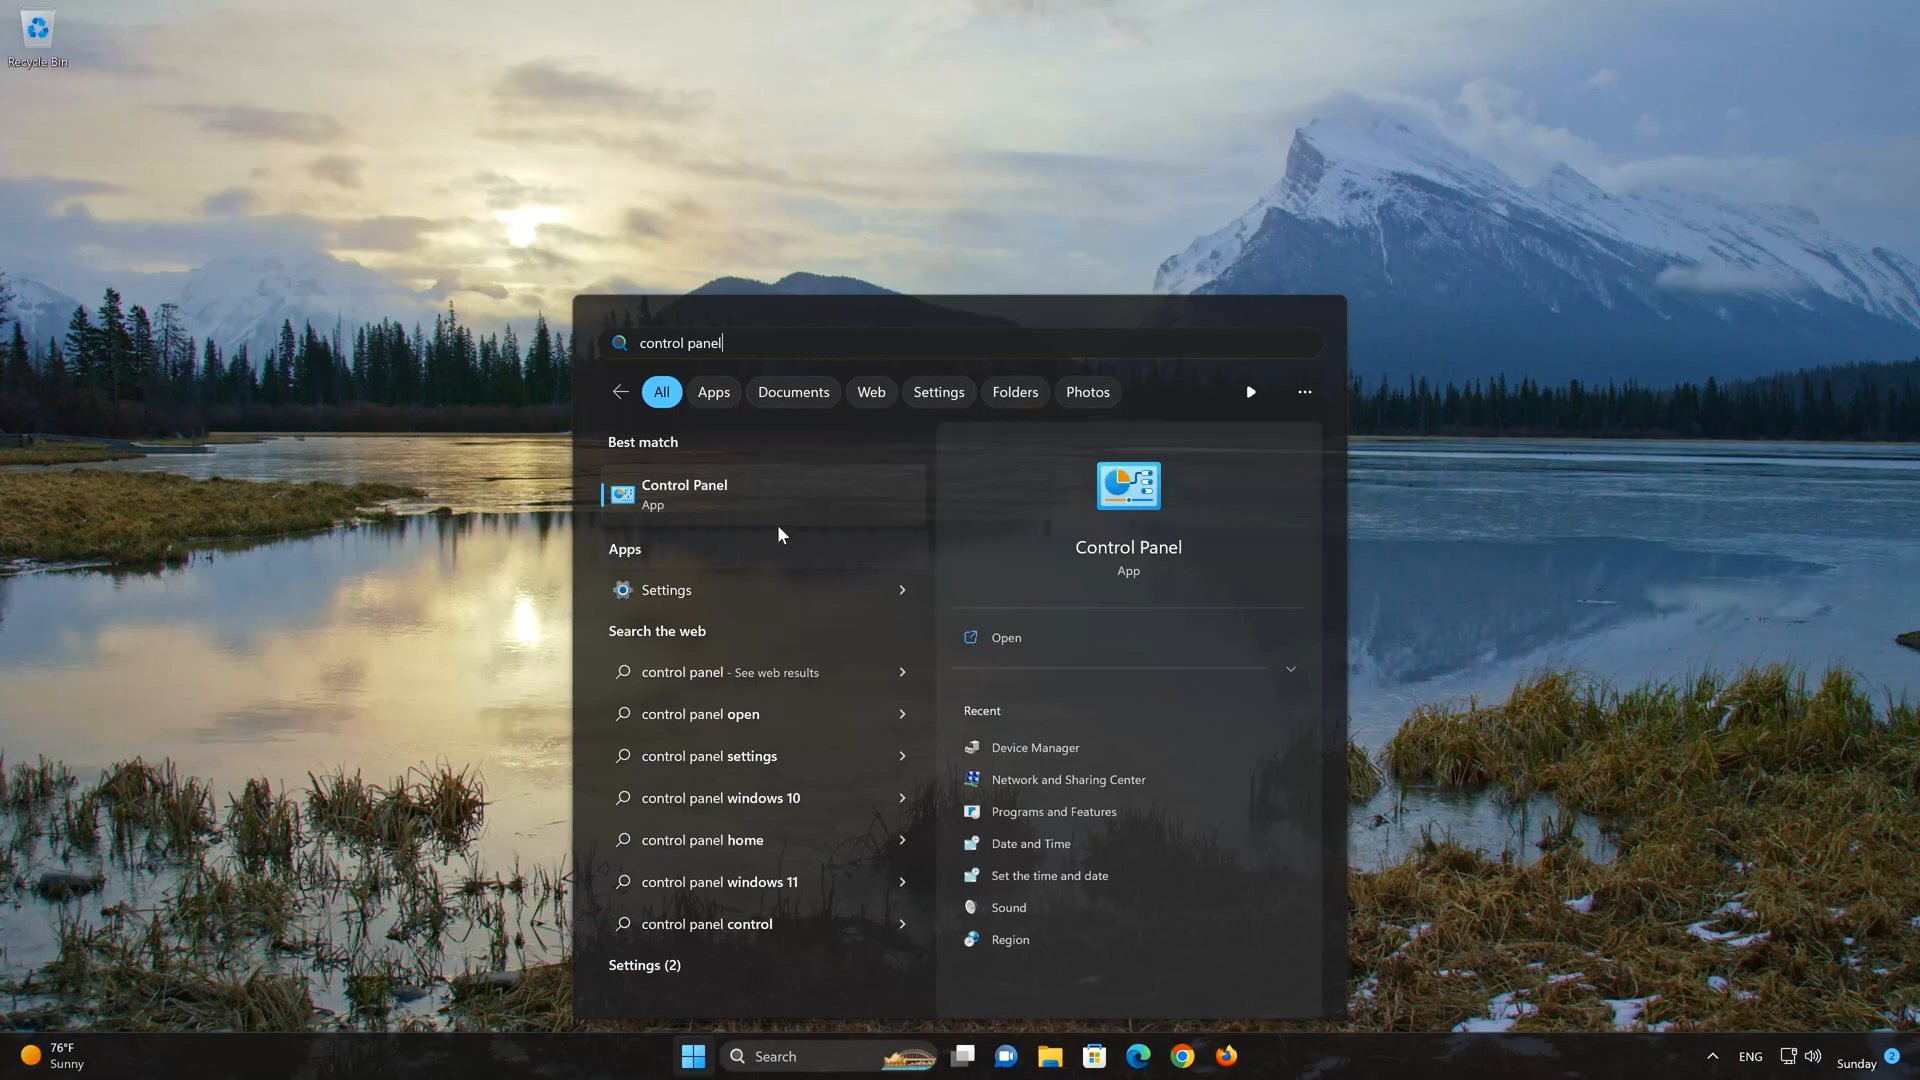 Recycle Bin
control panel
All
Apps
Documents
Web
Settings
Folders
Photos
Best match
Control Panel
App
Apps
Settings
Search the web
control panel - See web results
control panel open
control panel settings
control panel windows 10
control panel home
control panel windows 11
control panel control
Settings (2)
Control Panel
App
Open
Recent
Device Manager
Network and Sharing Center
Programs and Features
Date and Time
Set the time and date
Sound
Region
76°F
Sunny
Search
ENG
Sunday
2